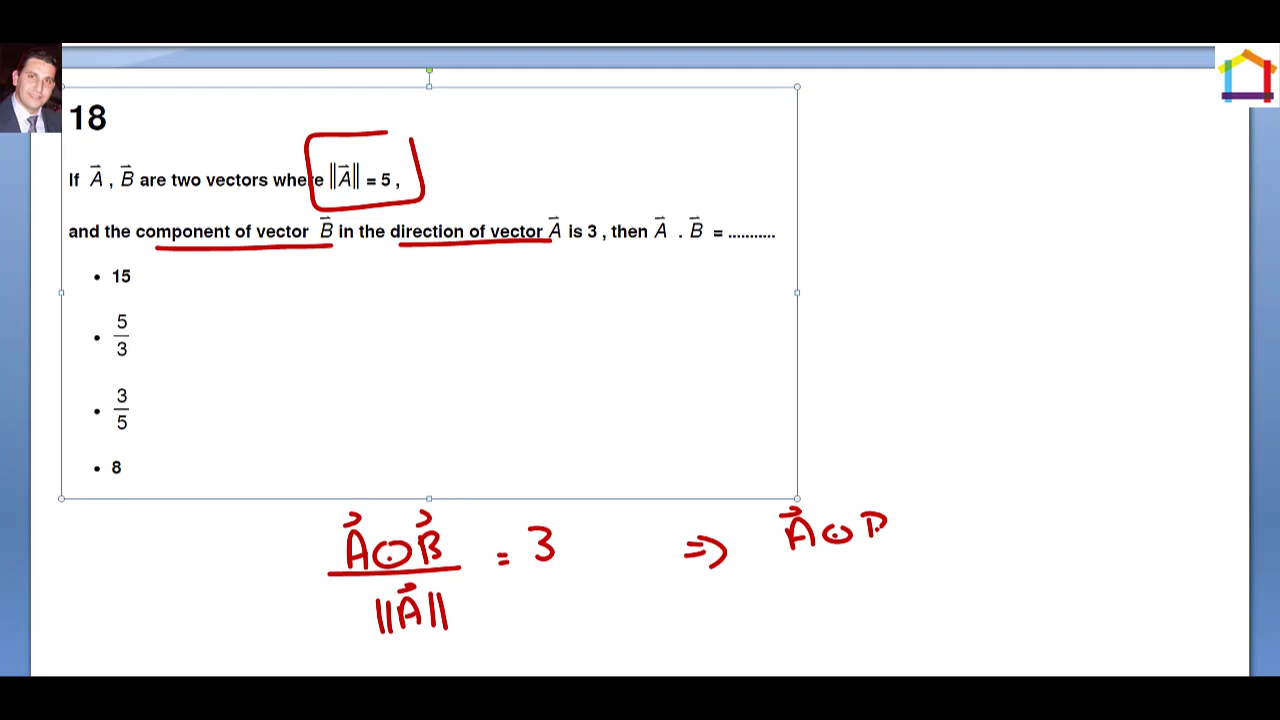 18
If A⃗ , B⃗ are two vectors where ‖A⃗‖ = 5 ,
and the component of vector B⃗ in the direction of vector A⃗ is 3 , then A⃗ . B⃗ = ...........
• 15
• 5/3
• 3/5
• 8
A⃗ ⊙ B⃗ / ‖A⃗‖ = 3 ⇒ A⃗ ⊙ B